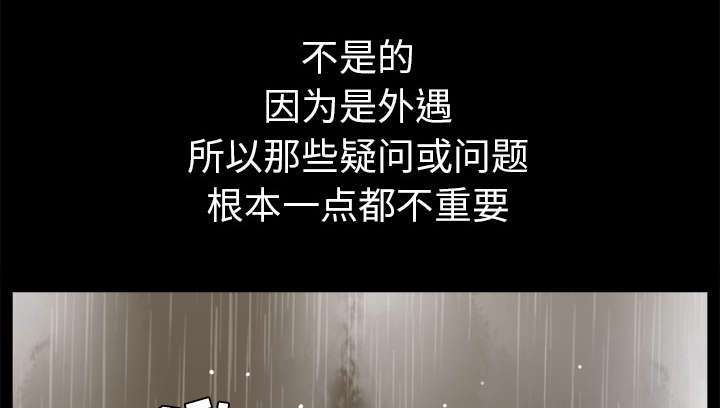 不是的
因为是外遇
所以那些疑问或问题
根本一点都不重要